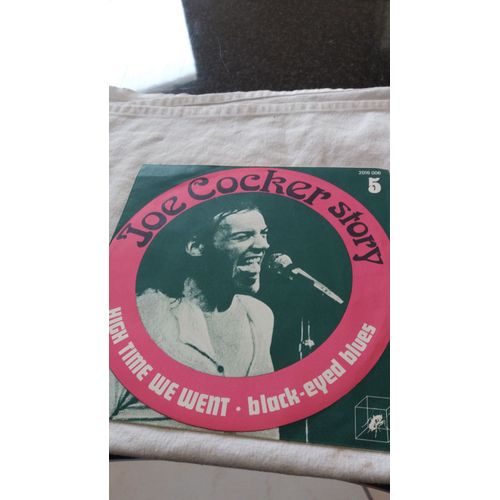 2016 006
5
Joe Cocker story
HIGH TIME WE WENT • black-eyed blues